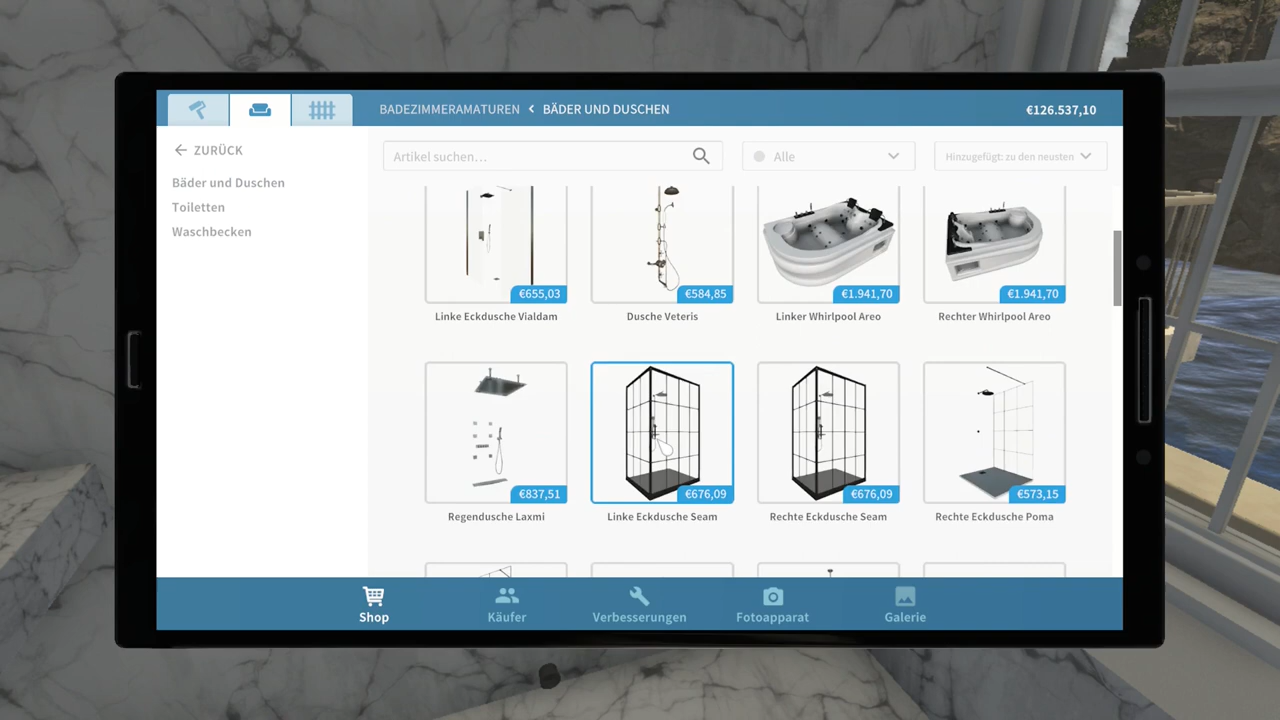 BADEZIMMERAMATUREN < BÄDER UND DUSCHEN
€126.537,10
ZURÜCK
Artikel suchen...
Alle
Hinzugefügt: zu den neusten
Bäder und Duschen
Toiletten
Waschbecken
€655,03
€584,85
€1.941,70
€1.941,70
Linke Eckdusche Vialdam
Dusche Veteris
Linker Whirlpool Areo
Rechter Whirlpool Areo
€837,51
€676,09
€676,09
€573,15
Regendusche Laxmi
Linke Eckdusche Seam
Rechte Eckdusche Seam
Rechte Eckdusche Poma
Shop
Käufer
Verbesserungen
Fotoapparat
Galerie